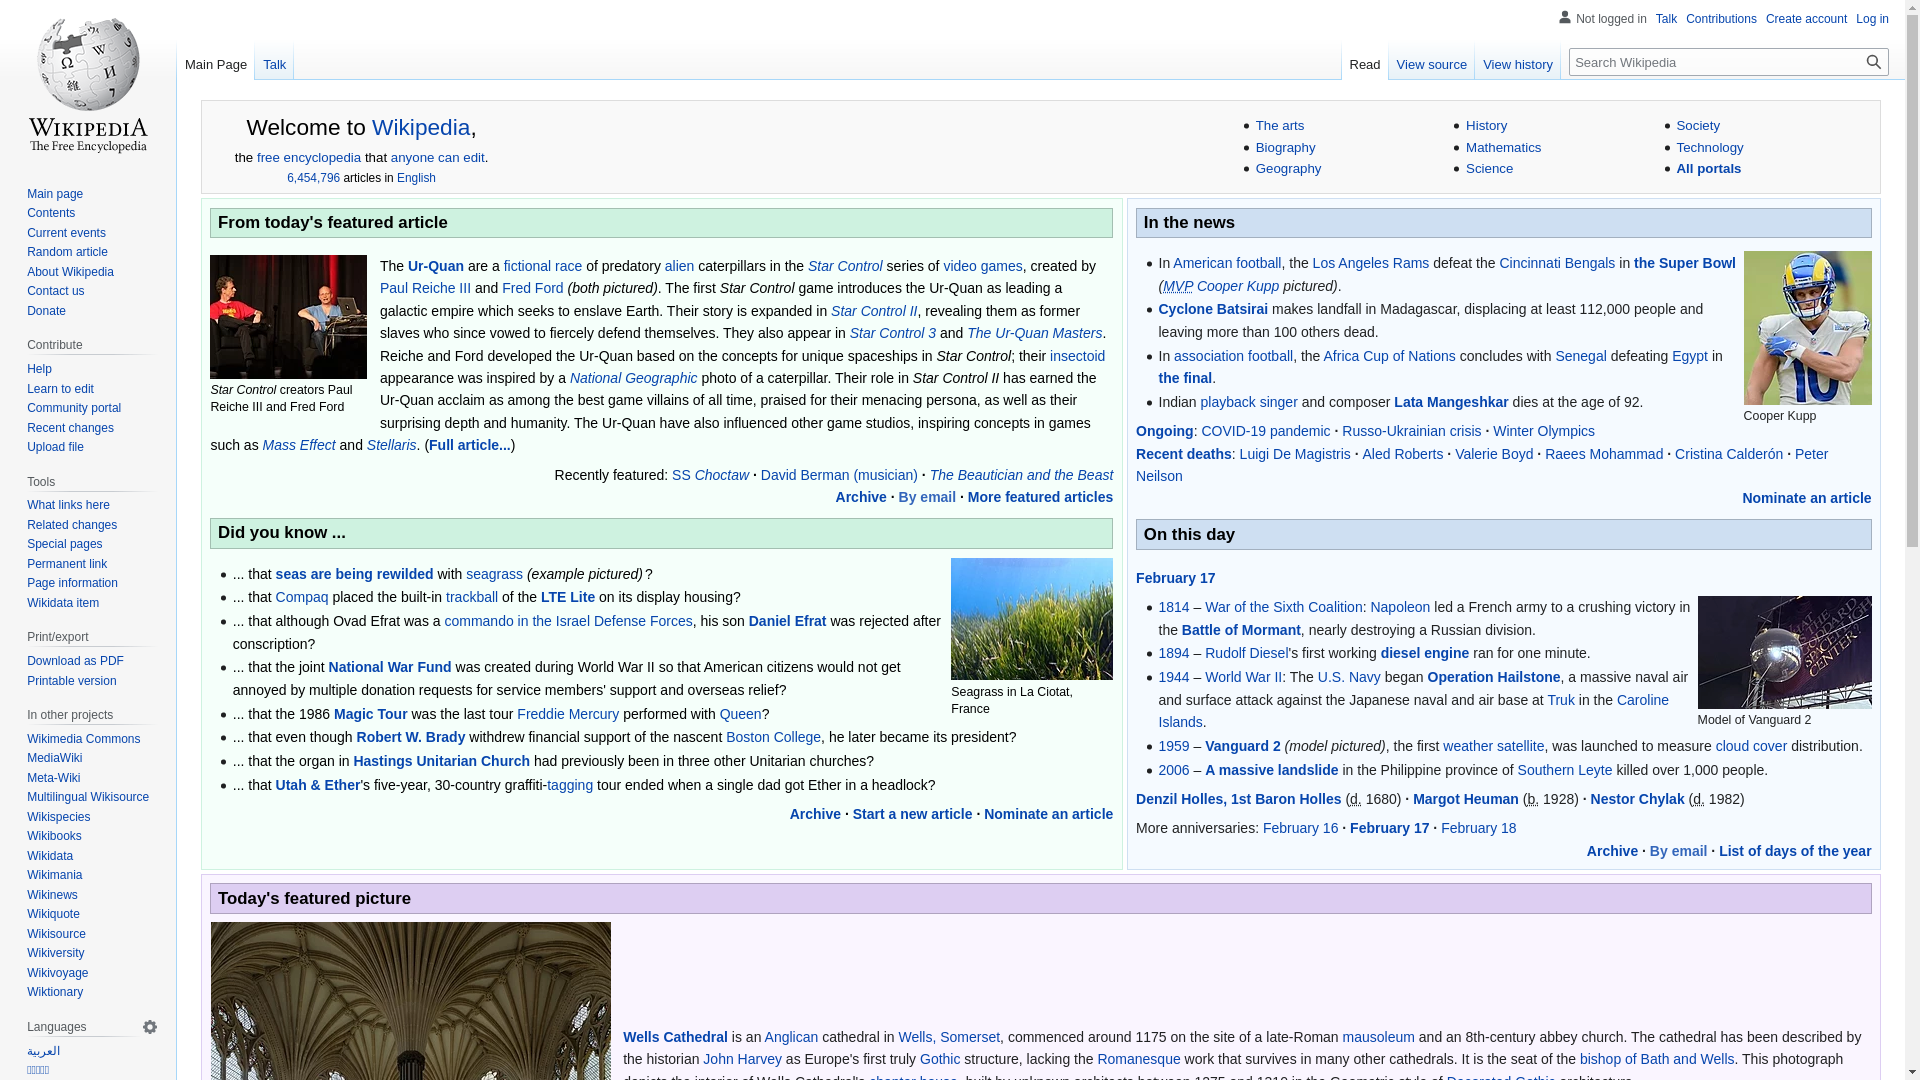 Not logged in Talk Contributions Create account Log in
Main Page Talk
Read View source View history Search Wikipedia
WIKIPEDIA
The Free Encyclopedia
Main page
Contents
Current events
Random article
About Wikipedia
Contact us
Donate
Contribute
Help
Learn to edit
Community portal
Recent changes
Upload file
Tools
What links here
Related changes
Special pages
Permanent link
Page information
Wikidata item
Print/export
Download as PDF
Printable version
In other projects
Wikimedia Commons
MediaWiki
Meta-Wiki
Multilingual Wikisource
Wikispecies
Wikibooks
Wikidata
Wikimania
Wikinews
Wikiquote
Wikisource
Wikiversity
Wikivoyage
Wiktionary
Languages
العربية
Welcome to Wikipedia,
the free encyclopedia that anyone can edit.
6,454,796 articles in English
The arts
Biography
Geography
History
Mathematics
Science
Society
Technology
All portals
From today's featured article
Star Control creators Paul
Reiche III and Fred Ford
The Ur-Quan are a fictional race of predatory alien caterpillars in the Star Control series of video games, created by
Paul Reiche III and Fred Ford (both pictured). The first Star Control game introduces the Ur-Quan as leading a
galactic empire which seeks to enslave Earth. Their story is expanded in Star Control II, revealing them as former
slaves who since vowed to fiercely defend themselves. They also appear in Star Control 3 and The Ur-Quan Masters.
Reiche and Ford developed the Ur-Quan based on the concepts for unique spaceships in Star Control; their insectoid
appearance was inspired by a National Geographic photo of a caterpillar. Their role in Star Control II has earned the
Ur-Quan acclaim as among the best game villains of all time, praised for their menacing persona, as well as their
surprising depth and humanity. The Ur-Quan have also influenced other game studios, inspiring concepts in games
such as Mass Effect and Stellaris. (Full article...)
Recently featured: SS Choctaw · David Berman (musician) · The Beautician and the Beast
Archive · By email · More featured articles
Did you know ...
Seagrass in La Ciotat,
France
... that seas are being rewilded with seagrass (example pictured)?
... that Compaq placed the built-in trackball of the LTE Lite on its display housing?
... that although Ovad Efrat was a commando in the Israel Defense Forces, his son Daniel Efrat was rejected after
conscription?
... that the joint National War Fund was created during World War II so that American citizens would not get
annoyed by multiple donation requests for service members' support and overseas relief?
... that the 1986 Magic Tour was the last tour Freddie Mercury performed with Queen?
... that even though Robert W. Brady withdrew financial support of the nascent Boston College, he later became its president?
... that the organ in Hastings Unitarian Church had previously been in three other Unitarian churches?
... that Utah & Ether's five-year, 30-country graffiti-tagging tour ended when a single dad got Ether in a headlock?
Archive · Start a new article · Nominate an article
In the news
Cooper Kupp
In American football, the Los Angeles Rams defeat the Cincinnati Bengals in the Super Bowl
(MVP Cooper Kupp pictured).
Cyclone Batsirai makes landfall in Madagascar, displacing at least 112,000 people and
leaving more than 100 others dead.
In association football, the Africa Cup of Nations concludes with Senegal defeating Egypt in
the final.
Indian playback singer and composer Lata Mangeshkar dies at the age of 92.
Ongoing: COVID-19 pandemic · Russo-Ukrainian crisis · Winter Olympics
Recent deaths: Luigi De Magistris · Aled Roberts · Valerie Boyd · Raees Mohammad · Cristina Calderón · Peter
Neilson
Nominate an article
On this day
February 17
Model of Vanguard 2
1814 – War of the Sixth Coalition: Napoleon led a French army to a crushing victory in
the Battle of Mormant, nearly destroying a Russian division.
1894 – Rudolf Diesel's first working diesel engine ran for one minute.
1944 – World War II: The U.S. Navy began Operation Hailstone, a massive naval air
and surface attack against the Japanese naval and air base at Truk in the Caroline
Islands.
1959 – Vanguard 2 (model pictured), the first weather satellite, was launched to measure cloud cover distribution.
2006 – A massive landslide in the Philippine province of Southern Leyte killed over 1,000 people.
Denzil Holles, 1st Baron Holles (d. 1680) · Margot Heuman (b. 1928) · Nestor Chylak (d. 1982)
More anniversaries: February 16 · February 17 · February 18
Archive · By email · List of days of the year
Today's featured picture
Wells Cathedral is an Anglican cathedral in Wells, Somerset, commenced around 1175 on the site of a late-Roman mausoleum and an 8th-century abbey church. The cathedral has been described by
the historian John Harvey as Europe's first truly Gothic structure, lacking the Romanesque work that survives in many other cathedrals. It is the seat of the bishop of Bath and Wells. This photograph